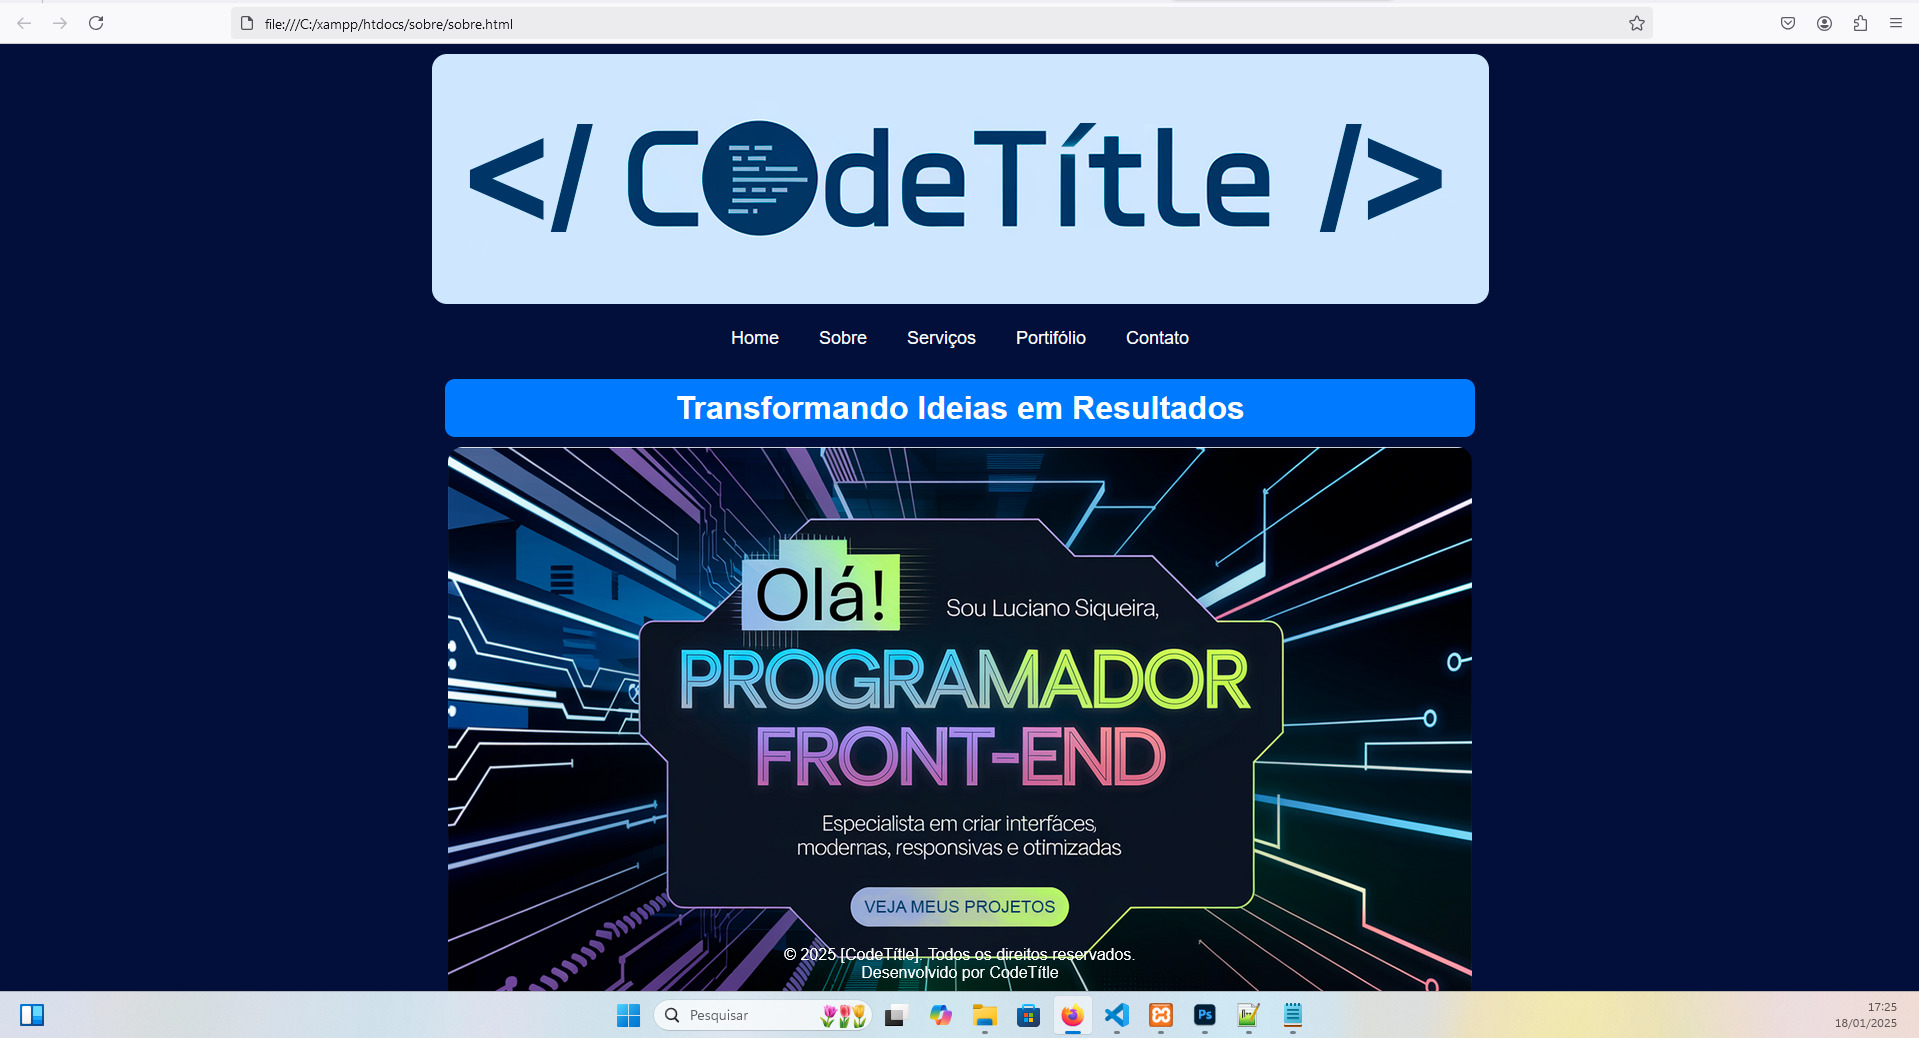 file:///C:/xampp/htdocs/sobre/sobre.html
</ CodeTítle />
Home Sobre Serviços Portifólio Contato
Transformando Ideias em Resultados
Olá!
Sou Luciano Siqueira,
PROGRAMADOR
FRONT-END
Especialista em criar interfáces,
modernas, responsivas e otimizadas
VEJA MEUS PROJETOS
© 2025 [CodeTítle]. Todos os direitos reservados.
Desenvolvido por CodeTítle
Pesquisar
Ps
17:25
18/01/2025